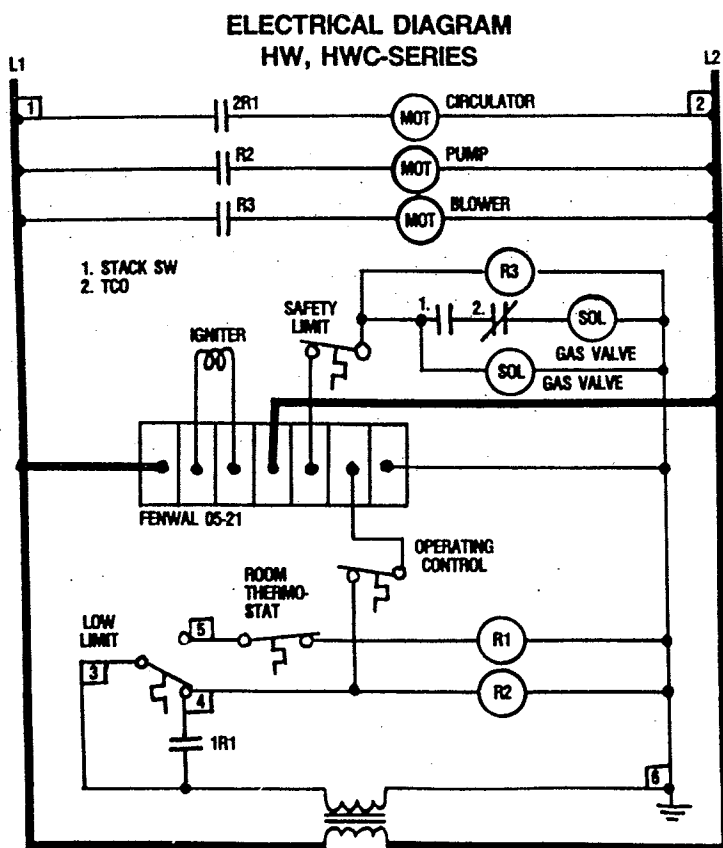 ELECTRICAL DIAGRAM
HW, HWC-SERIES
L1
L2
1
2R1
MOT
CIRCULATOR
2
R2
MOT
PUMP
R3
MOT
BLOWER
1. STACK SW
2. TCO
R3
SAFETY
LIMIT
1.
2.
SOL
GAS VALVE
IGNITER
SOL
GAS VALVE
FENWAL 05-21
OPERATING
CONTROL
ROOM
THERMO-
STAT
LOW
LIMIT
5
R1
3
4
R2
1R1
6